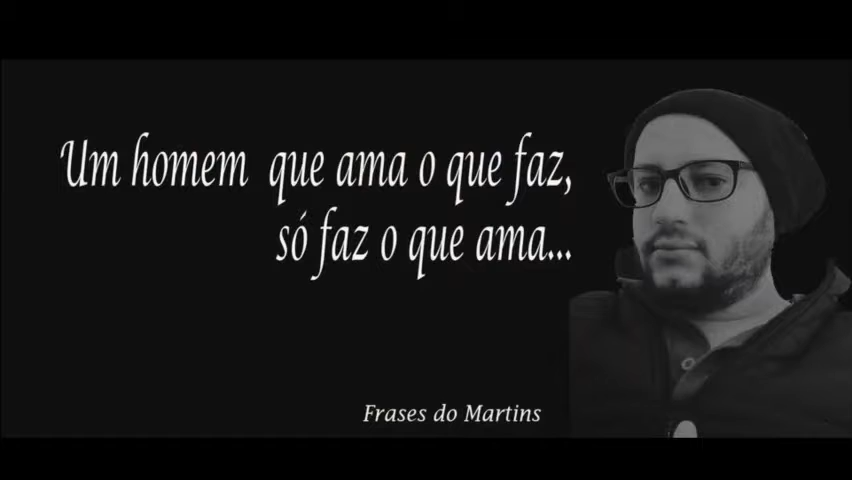 Um homem que ama o que faz,
só faz o que ama...
Frases do Martins